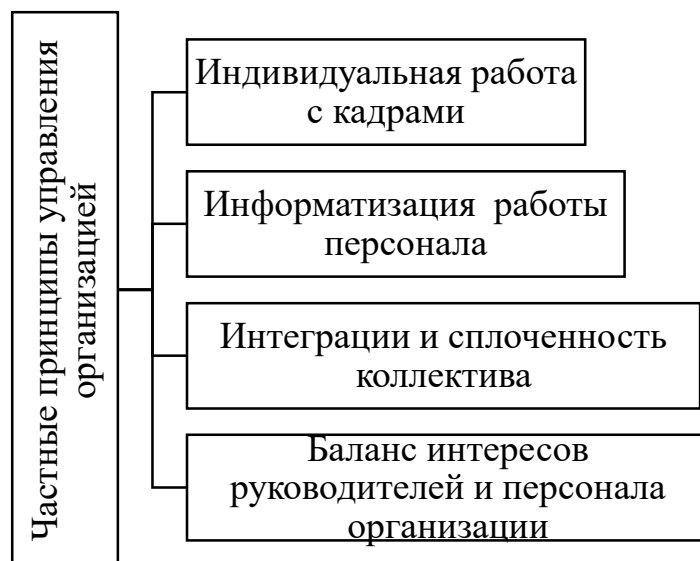 Частные принципы управления
организацией
Индивидуальная работа
с кадрами
Информатизация работы
персонала
Интеграции и сплоченность
коллектива
Баланс интересов
руководителей и персонала
организации